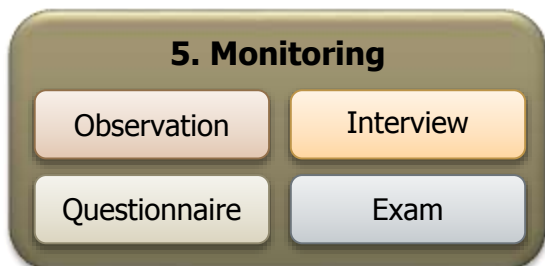 5. Monitoring
Observation
Interview
Questionnaire
Exam